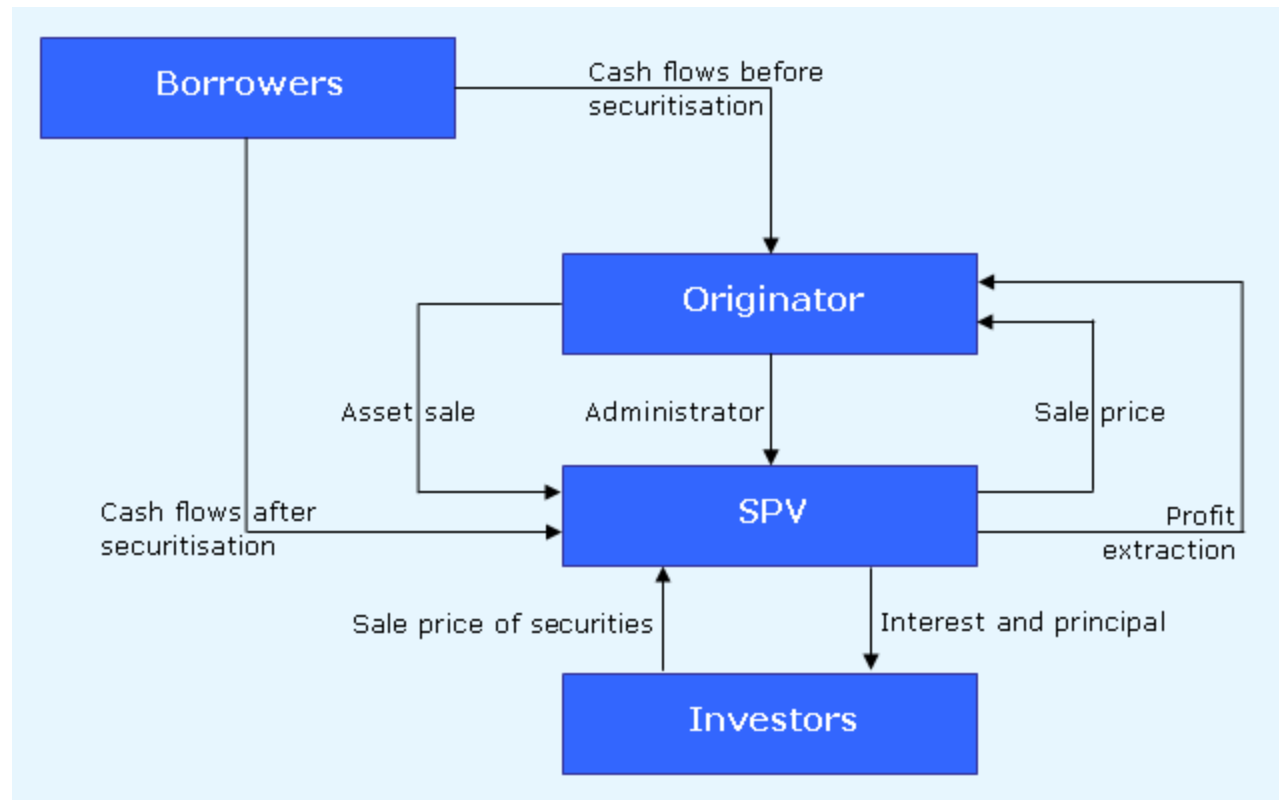 Borrowers
Cash flows before
securitisation
Originator
Asset sale
Administrator
Sale price
Cash flows after
securitisation
SPV
Profit
extraction
Sale price of securities
Interest and principal
Investors